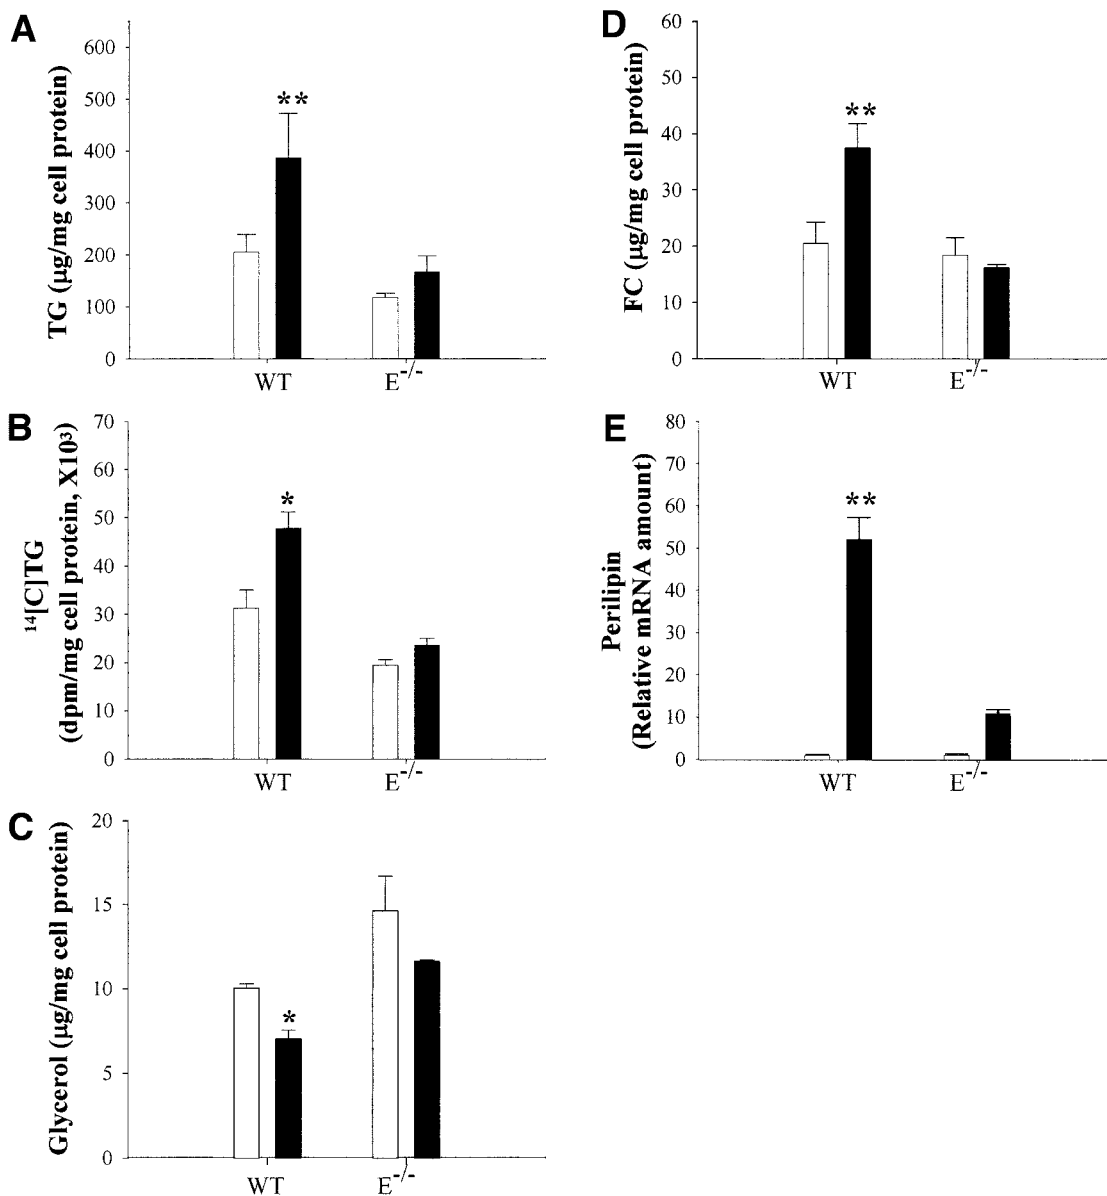 A
TG (µg/mg cell protein)
600
500
400
300
200
100
0
**
WT
E-/-
D
FC (µg/mg cell protein)
60
50
40
30
20
10
0
**
WT
E-/-
B
14[C]TG
(dpm/mg cell protein, X10³)
70
60
50
40
30
20
10
0
*
WT
E-/-
E
Perilipin
(Relative mRNA amount)
80
70
60
50
40
30
20
10
0
**
WT
E-/-
C
Glycerol (µg/mg cell protein)
20
15
10
5
0
*
WT
E-/-